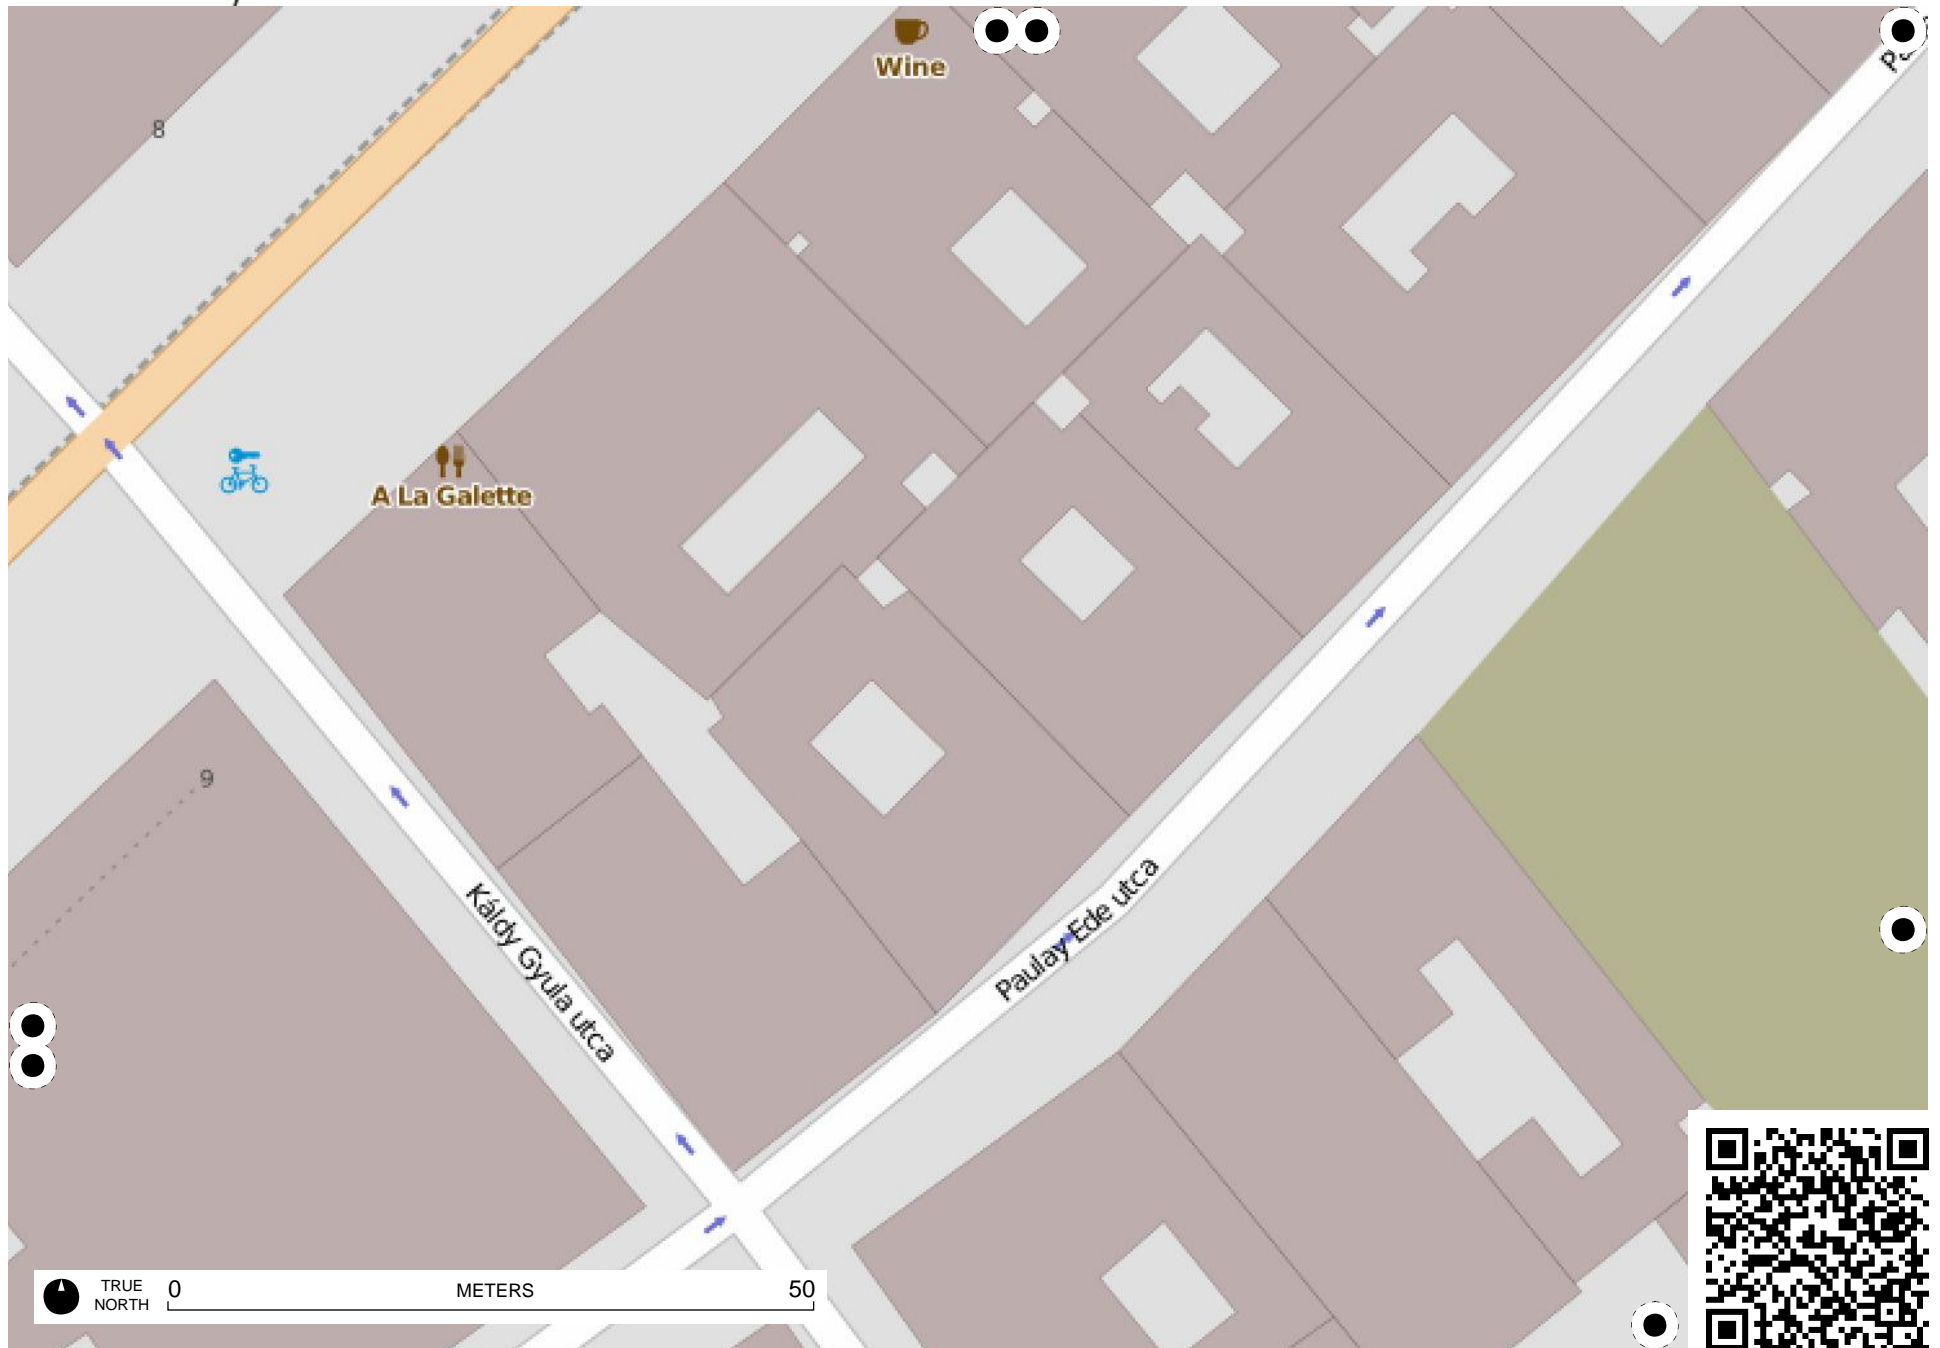 Wine
8
A La Galette
9
Káldy Gyula utca
Paulay Ede utca
TRUE
NORTH
0
METERS
50